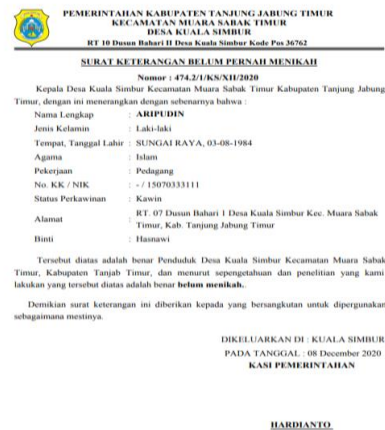 PEMERINTAHAN KABUPATEN TANJUNG JABUNG TIMUR
KECAMATAN MUARA SABAK TIMUR
DESA KUALA SIMBUR
RT 10 Dusun Bahari II Desa Kuala Simbur Kode Pos 36762
SURAT KETERANGAN BELUM PERNAH MENIKAH
Nomor : 474.2/1/KS/XII/2020
Kepala Desa Kuala Simbur Kecamatan Muara Sabak Timur Kabupaten Tanjung Jabung
Timur, dengan ini menerangkan dengan sebenarnya bahwa :
Nama Lengkap : ARIPUDIN
Jenis Kelamin : Laki-laki
Tempat, Tanggal Lahir : SUNGAI RAYA, 03-08-1984
Agama : Islam
Pekerjaan : Pedagang
No. KK / NIK : - / 15070333111
Status Perkawinan : Kawin
Alamat : RT. 07 Dusun Bahari 1 Desa Kuala Simbur Kec. Muara Sabak
Timur, Kab. Tanjung Jabung Timur
Binti : Hasnawi
Tersebut diatas adalah benar Penduduk Desa Kuala Simbur Kecamatan Muara Sabak
Timur, Kabupaten Tanjab Timur, dan menurut sepengetahuan dan penelitian yang kami
lakukan yang tersebut diatas adalah benar belum menikah.
Demikian surat keterangan ini diberikan kepada yang bersangkutan untuk dipergunakan
sebagaimana mestinya.
DIKELUARKAN DI : KUALA SIMBUR
PADA TANGGAL : 08 December 2020
KASI PEMERINTAHAN
HARDIANTO